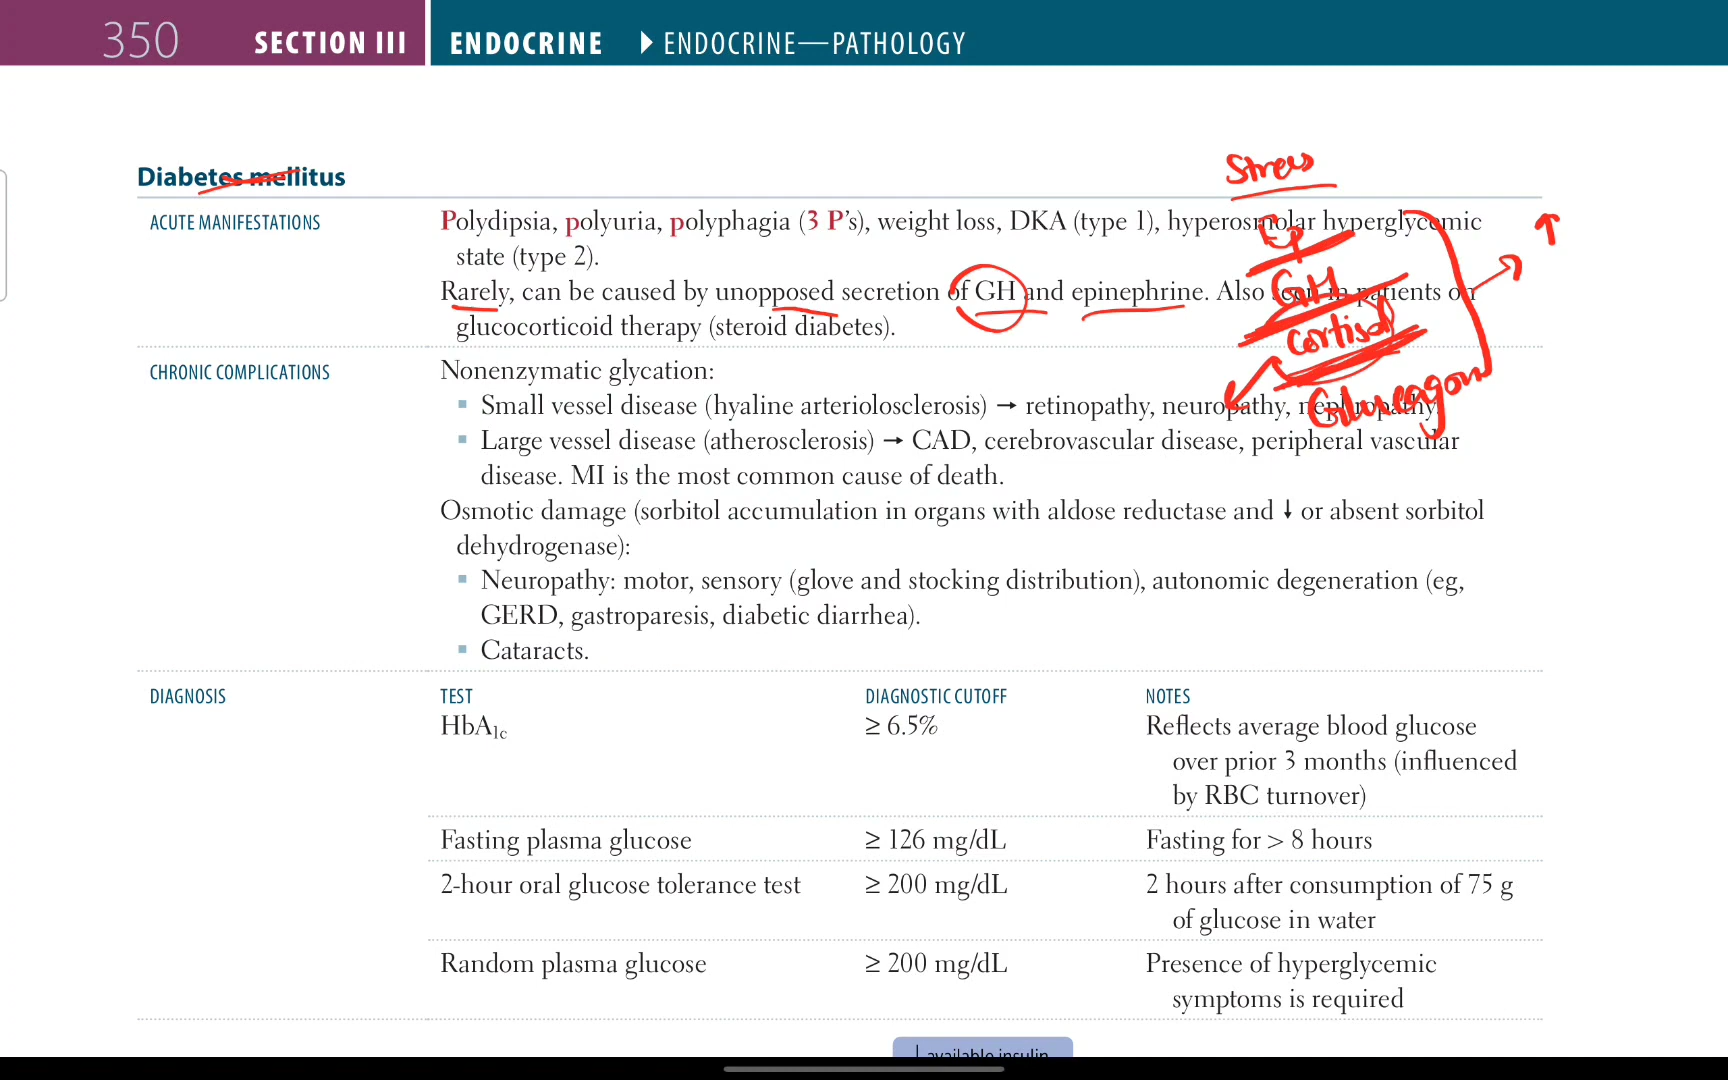 350 SECTION III ENDOCRINE ▶ ENDOCRINE—PATHOLOGY
Stress
Diabetes mellitus
ACUTE MANIFESTATIONS Polydipsia, polyuria, polyphagia (3 P's), weight loss, DKA (type 1), hyperosmolar hyperglycemic
state (type 2).
Ep ↑
Rarely, can be caused by unopposed secretion of GH and epinephrine. Also seen in patients on
GH
glucocorticoid therapy (steroid diabetes).
cortisol
CHRONIC COMPLICATIONS Nonenzymatic glycation:
▪ Small vessel disease (hyaline arteriolosclerosis) → retinopathy, neuropathy, nephropathy.
Glucagon
▪ Large vessel disease (atherosclerosis) → CAD, cerebrovascular disease, peripheral vascular
disease. MI is the most common cause of death.
Osmotic damage (sorbitol accumulation in organs with aldose reductase and ↓ or absent sorbitol
dehydrogenase):
▪ Neuropathy: motor, sensory (glove and stocking distribution), autonomic degeneration (eg,
GERD, gastroparesis, diabetic diarrhea).
▪ Cataracts.
DIAGNOSIS TEST DIAGNOSTIC CUTOFF NOTES
HbA1c ≥ 6.5% Reflects average blood glucose
over prior 3 months (influenced
by RBC turnover)
Fasting plasma glucose ≥ 126 mg/dL Fasting for > 8 hours
2-hour oral glucose tolerance test ≥ 200 mg/dL 2 hours after consumption of 75 g
of glucose in water
Random plasma glucose ≥ 200 mg/dL Presence of hyperglycemic
symptoms is required
↓ available insulin